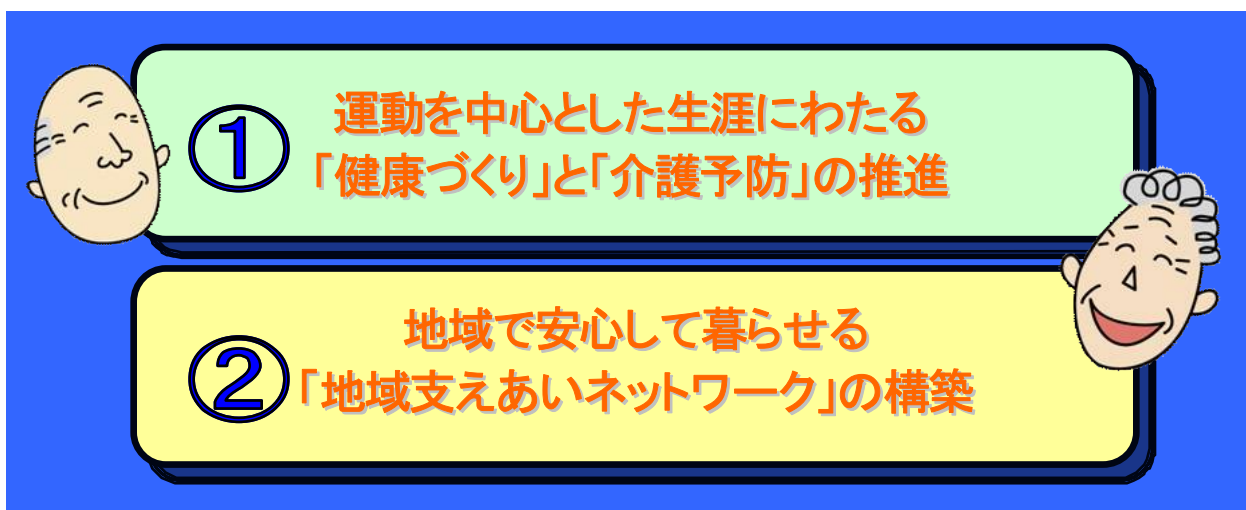 ① 運動を中心とした生涯にわたる
「健康づくり」と「介護予防」の推進
② 地域で安心して暮らせる
「地域支えあいネットワーク」の構築